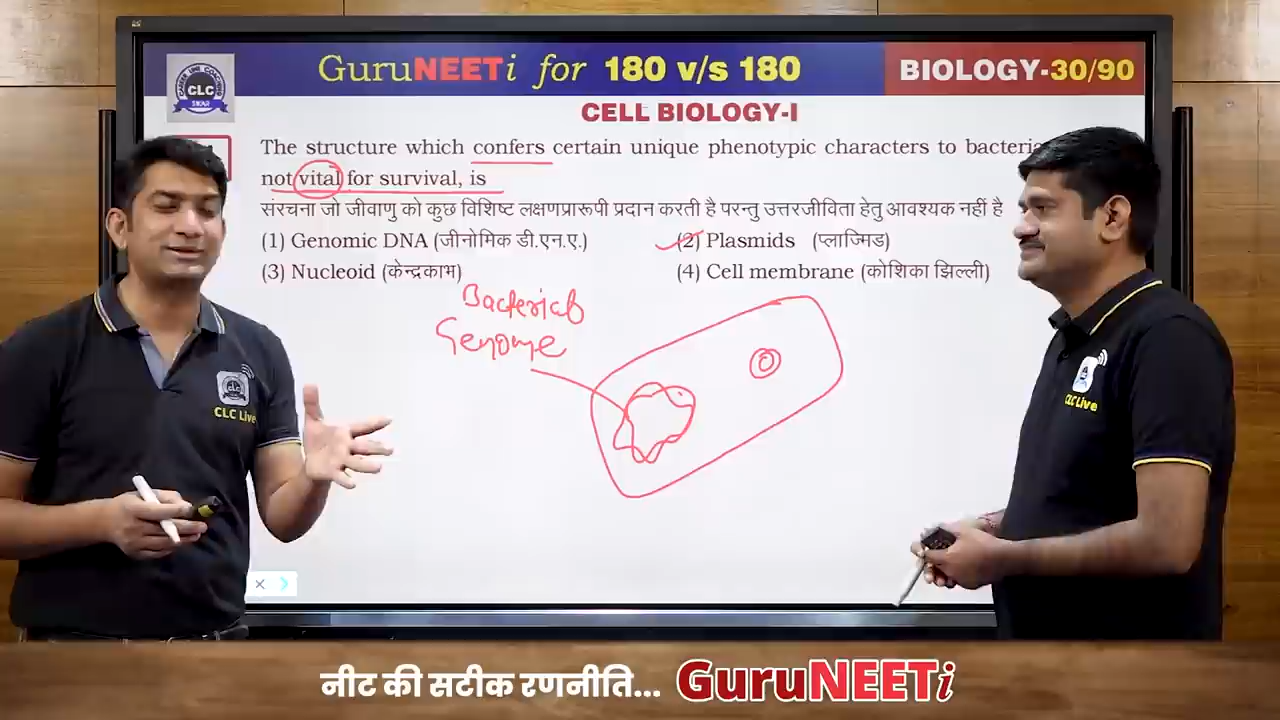 GuruNEETi for 180 v/s 180
BIOLOGY-30/90
CLC
SIKAR
CELL BIOLOGY-I
The structure which confers certain unique phenotypic characters to bacteria
not vital for survival, is
संरचना जो जीवाणु को कुछ विशिष्ट लक्षणप्ररूपी प्रदान करती है परन्तु उत्तरजीविता हेतु आवश्यक नहीं है
(1) Genomic DNA (जीनोमिक डी.एन.ए.)
(2) Plasmids (प्लाज्मिड)
(3) Nucleoid (केन्द्रकाभ)
(4) Cell membrane (कोशिका झिल्ली)
Bacterial
Genome
CLC
CLC Live
CLC
CLC Live
नीट की सटीक रणनीति... GuruNEETi